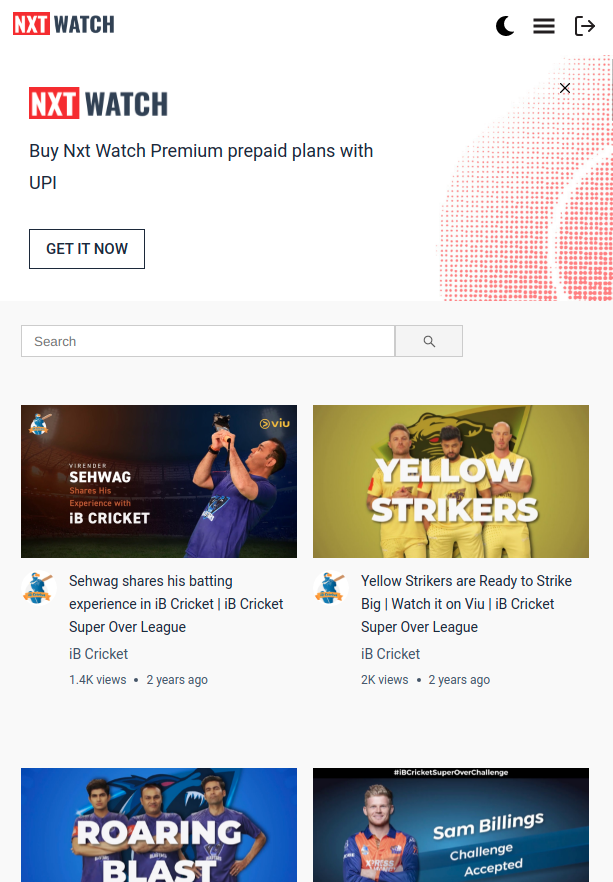 NXT WATCH
NXT WATCH
Buy Nxt Watch Premium prepaid plans with
UPI
GET IT NOW
Search
viu
VIRENDER
SEHWAG
Shares His
Experience with
iB CRICKET
YELLOW
STRIKERS
Sehwag shares his batting
experience in iB Cricket | iB Cricket
Super Over League
iB Cricket
1.4K views • 2 years ago
Yellow Strikers are Ready to Strike
Big | Watch it on Viu | iB Cricket
Super Over League
iB Cricket
2K views • 2 years ago
ROARING
BLAST
#iBCricketSuperOverChallenge
Sam Billings
Challenge
Accepted